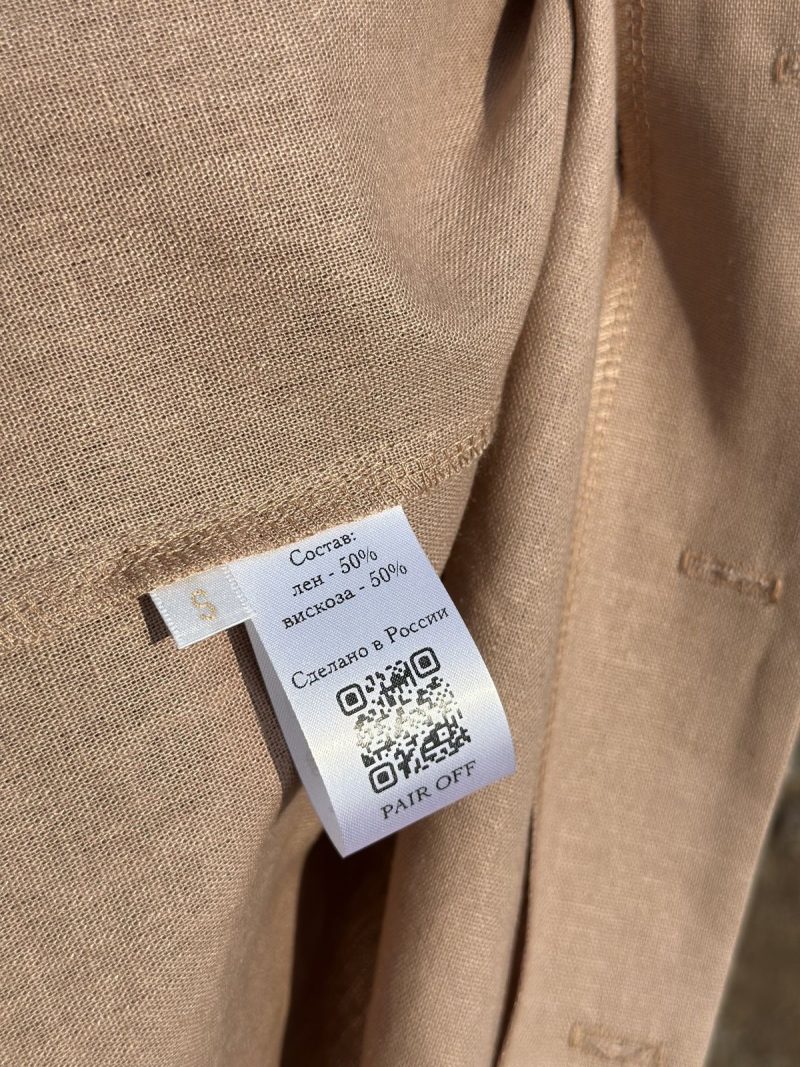 Состав:
лен - 50%
вискоза - 50%
Сделано в России
PAIR OFF
S